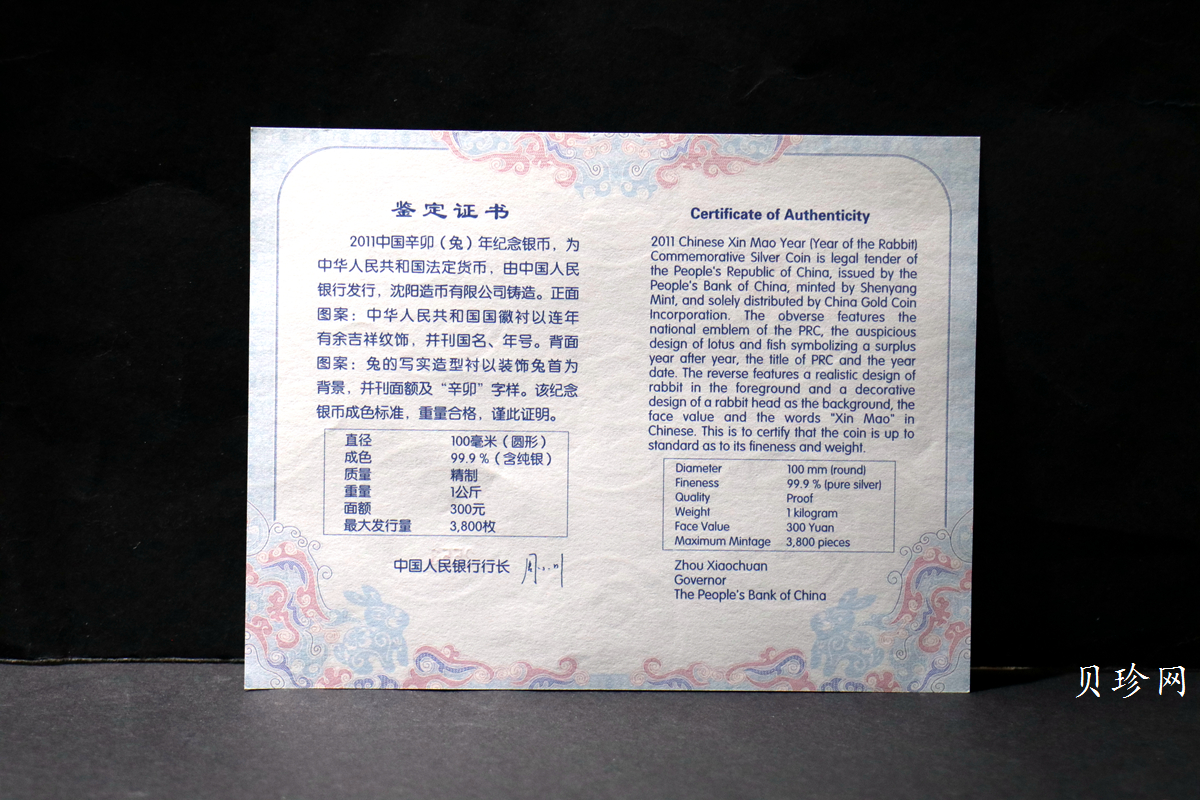 鉴定证书
2011中国辛卯（兔）年纪念银币，为
中华人民共和国法定货币，由中国人民
银行发行，沈阳造币有限公司铸造。正面
图案：中华人民共和国国徽衬以连年
有余吉祥纹饰，并刊国名、年号。背面
图案：兔的写实造型衬以装饰兔首为
背景，并刊面额及“辛卯”字样。该纪念
银币成色标准，重量合格，谨此证明。
直径 100毫米（圆形）
成色 99.9％（含纯银）
质量 精制
重量 1公斤
面额 300元
最大发行量 3,800枚
中国人民银行行长 周小川
Certificate of Authenticity
2011 Chinese Xin Mao Year (Year of the Rabbit)
Commemorative Silver Coin is legal tender of
the People's Republic of China, issued by the
People's Bank of China, minted by Shenyang
Mint, and solely distributed by China Gold Coin
Incorporation. The obverse features the
national emblem of the PRC, the auspicious
design of lotus and fish symbolizing a surplus
year after year, the title of PRC and the year
date. The reverse features a realistic design of
rabbit in the foreground and a decorative
design of a rabbit head as the background, the
face value and the words "Xin Mao" in
Chinese. This is to certify that the coin is up to
standard as to its fineness and weight.
Diameter 100 mm (round)
Fineness 99.9 % (pure silver)
Quality Proof
Weight 1 kilogram
Face Value 300 Yuan
Maximum Mintage 3,800 pieces
Zhou Xiaochuan
Governor
The People's Bank of China
贝珍网